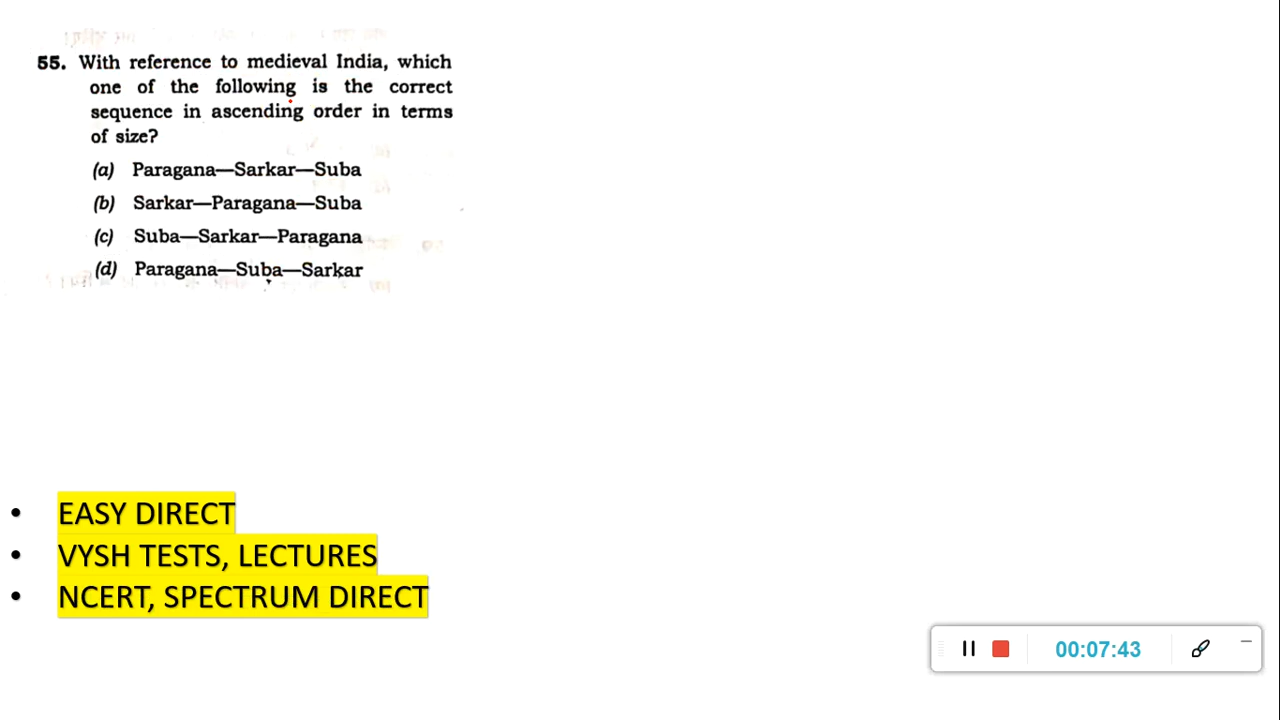 55. With reference to medieval India, which
one of the following is the correct
sequence in ascending order in terms
of size?
(a) Paragana—Sarkar—Suba
(b) Sarkar—Paragana—Suba
(c) Suba—Sarkar—Paragana
(d) Paragana—Suba—Sarkar
• EASY DIRECT
• VYSH TESTS, LECTURES
• NCERT, SPECTRUM DIRECT
00:07:43